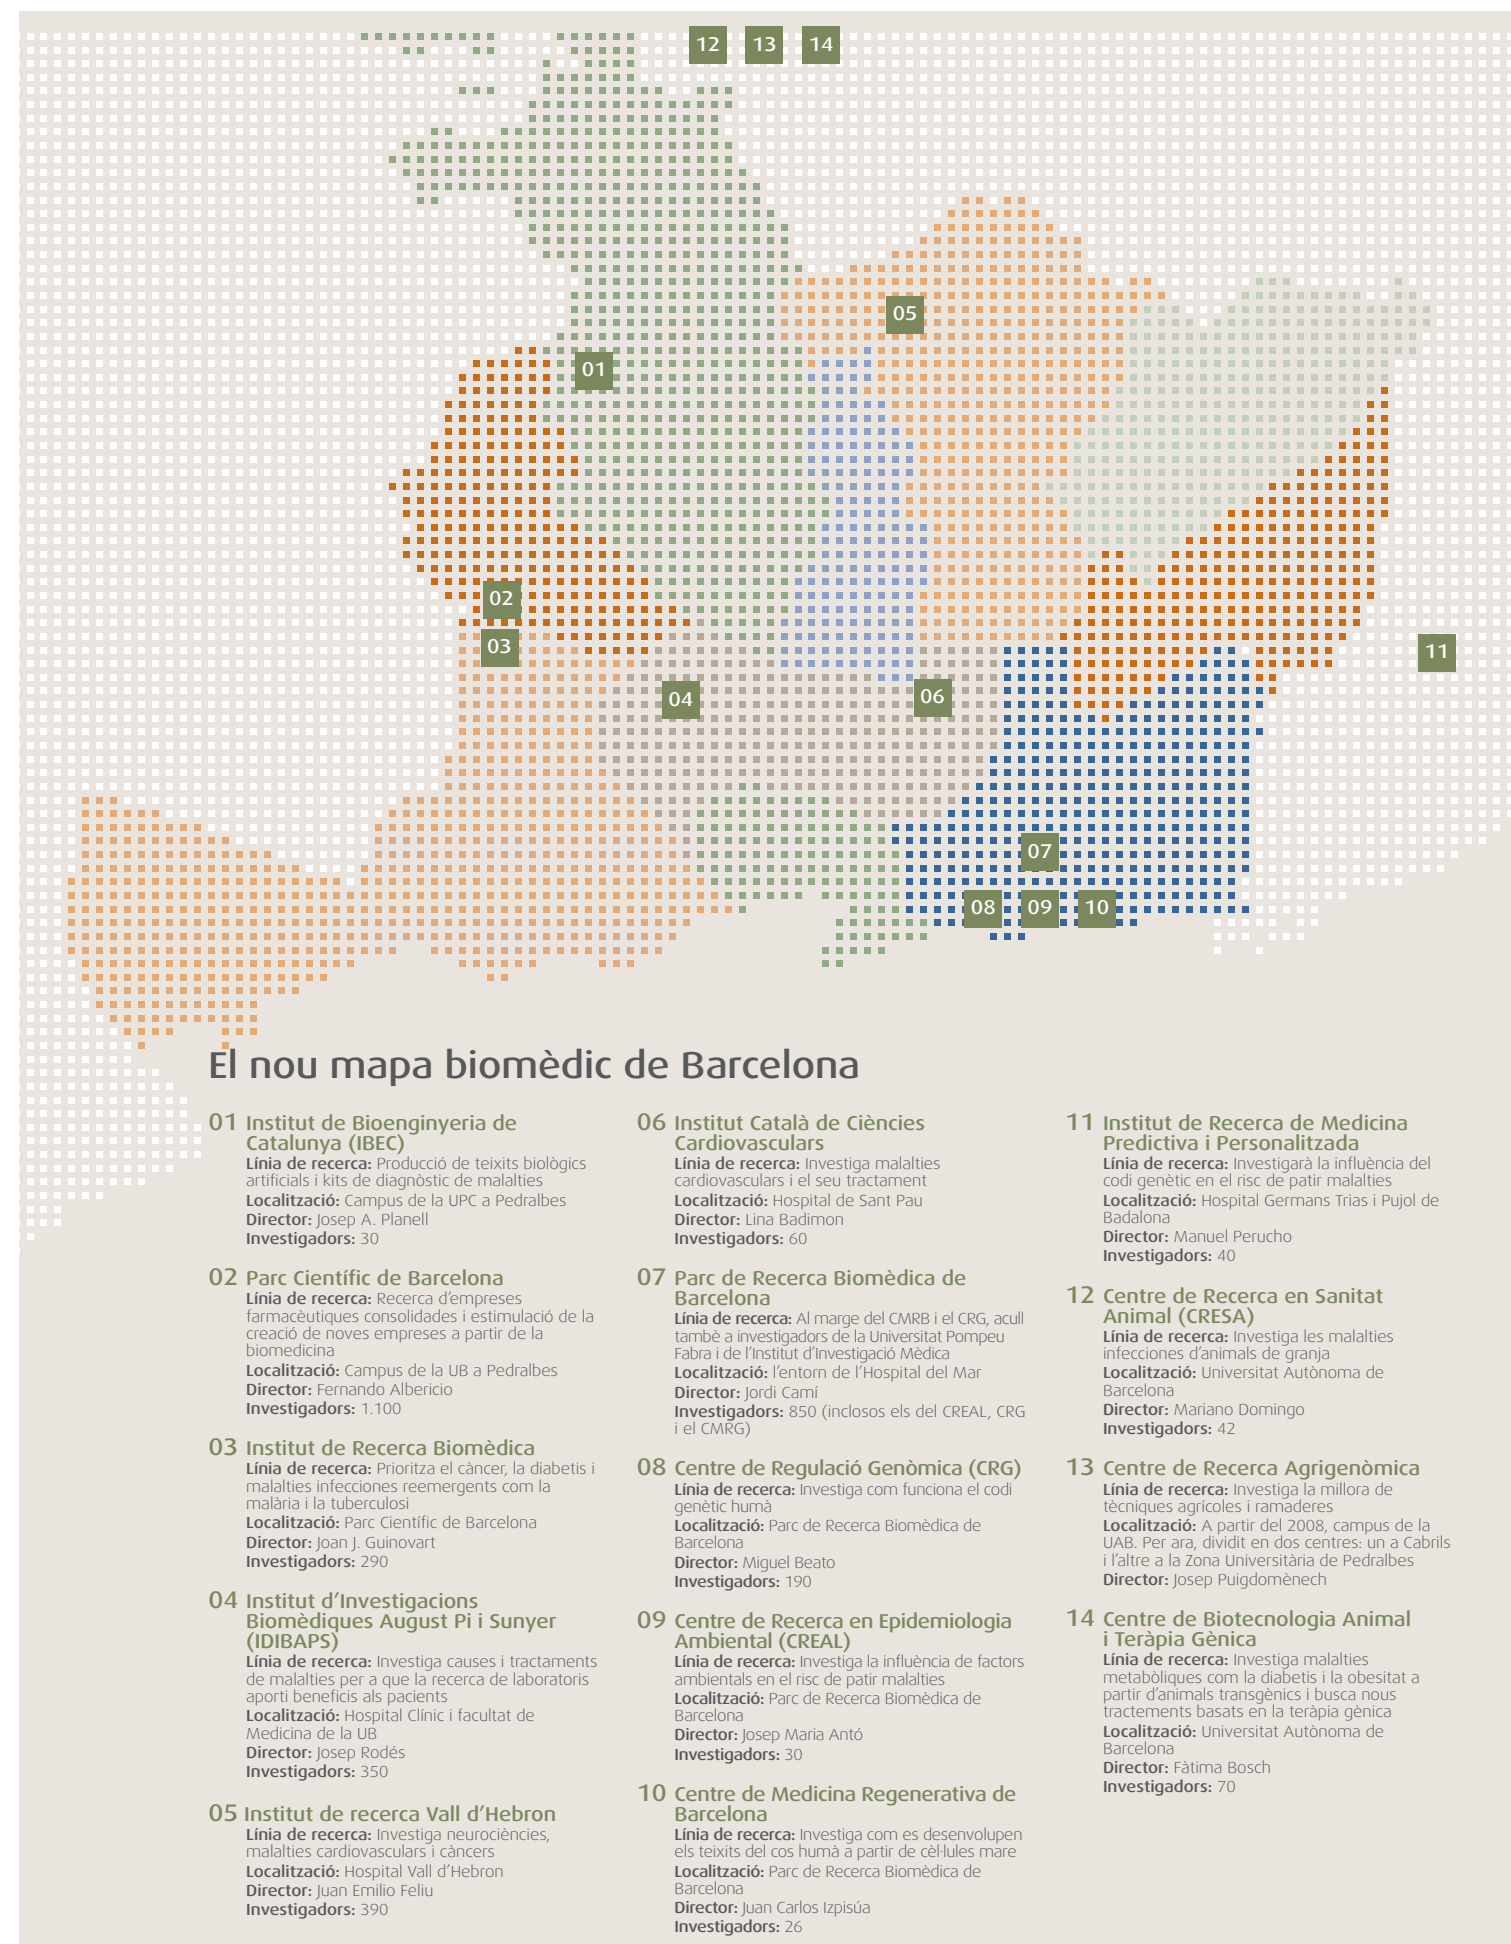 12 13 14
05
01
02
03
11
04
06
07
08 09 10
El nou mapa biomèdic de Barcelona
01 Institut de Bioenginyeria de
Catalunya (IBEC)
Línia de recerca: Producció de teixits biològics
artificials i kits de diagnòstic de malalties
Localització: Campus de la UPC a Pedralbes
Director: Josep A. Planell
Investigadors: 30
02 Parc Científic de Barcelona
Línia de recerca: Recerca d'empreses
farmacèutiques consolidades i estimulació de la
creació de noves empreses a partir de la
biomedicina
Localització: Campus de la UB a Pedralbes
Director: Fernando Albericio
Investigadors: 1.100
03 Institut de Recerca Biomèdica
Línia de recerca: Prioritza el càncer, la diabetis i
malalties infecciones reemergents com la
malària i la tuberculosi
Localització: Parc Científic de Barcelona
Director: Joan J. Guinovart
Investigadors: 290
04 Institut d'Investigacions
Biomèdiques August Pi i Sunyer
(IDIBAPS)
Línia de recerca: Investiga causes i tractaments
de malalties per a que la recerca de laboratoris
aporti beneficis als pacients
Localització: Hospital Clínic i facultat de
Medicina de la UB
Director: Josep Rodés
Investigadors: 350
05 Institut de recerca Vall d'Hebron
Línia de recerca: Investiga neurociències,
malalties cardiovasculars i càncers
Localització: Hospital Vall d'Hebron
Director: Juan Emilio Feliu
Investigadors: 390
06 Institut Català de Ciències
Cardiovasculars
Línia de recerca: Investiga malalties
cardiovasculars i el seu tractament
Localització: Hospital de Sant Pau
Director: Lina Badimon
Investigadors: 60
07 Parc de Recerca Biomèdica de
Barcelona
Línia de recerca: Al marge del CMRB i el CRG, acull
tambè a investigadors de la Universitat Pompeu
Fabra i de l'Institut d'Investigació Mèdica
Localització: l'entorn de l'Hospital del Mar
Director: Jordi Camí
Investigadors: 850 (inclosos els del CREAL, CRG
i el CMRG)
08 Centre de Regulació Genòmica (CRG)
Línia de recerca: Investiga com funciona el codi
genètic humà
Localització: Parc de Recerca Biomèdica de
Barcelona
Director: Miguel Beato
Investigadors: 190
09 Centre de Recerca en Epidemiologia
Ambiental (CREAL)
Línia de recerca: Investiga la influència de factors
ambientals en el risc de patir malalties
Localització: Parc de Recerca Biomèdica de
Barcelona
Director: Josep Maria Antó
Investigadors: 30
10 Centre de Medicina Regenerativa de
Barcelona
Línia de recerca: Investiga com es desenvolupen
els teixits del cos humà a partir de cèl·lules mare
Localització: Parc de Recerca Biomèdica de
Barcelona
Director: Juan Carlos Izpisúa
Investigadors: 26
11 Institut de Recerca de Medicina
Predictiva i Personalitzada
Línia de recerca: Investigarà la influència del
codi genètic en el risc de patir malalties
Localització: Hospital Germans Trias i Pujol de
Badalona
Director: Manuel Perucho
Investigadors: 40
12 Centre de Recerca en Sanitat
Animal (CRESA)
Línia de recerca: Investiga les malalties
infecciones d'animals de granja
Localització: Universitat Autònoma de
Barcelona
Director: Mariano Domingo
Investigadors: 42
13 Centre de Recerca Agrigenòmica
Línia de recerca: Investiga la millora de
tècniques agrícoles i ramaderes
Localització: A partir del 2008, campus de la
UAB. Per ara, dividit en dos centres: un a Cabrils
i l'altre a la Zona Universitària de Pedralbes
Director: Josep Puigdomènech
14 Centre de Biotecnologia Animal
i Teràpia Gènica
Línia de recerca: Investiga malalties
metabòliques com la diabetis i la obesitat a
partir d'animals transgènics i busca nous
tractements basats en la teràpia gènica
Localització: Universitat Autònoma de
Barcelona
Director: Fàtima Bosch
Investigadors: 70